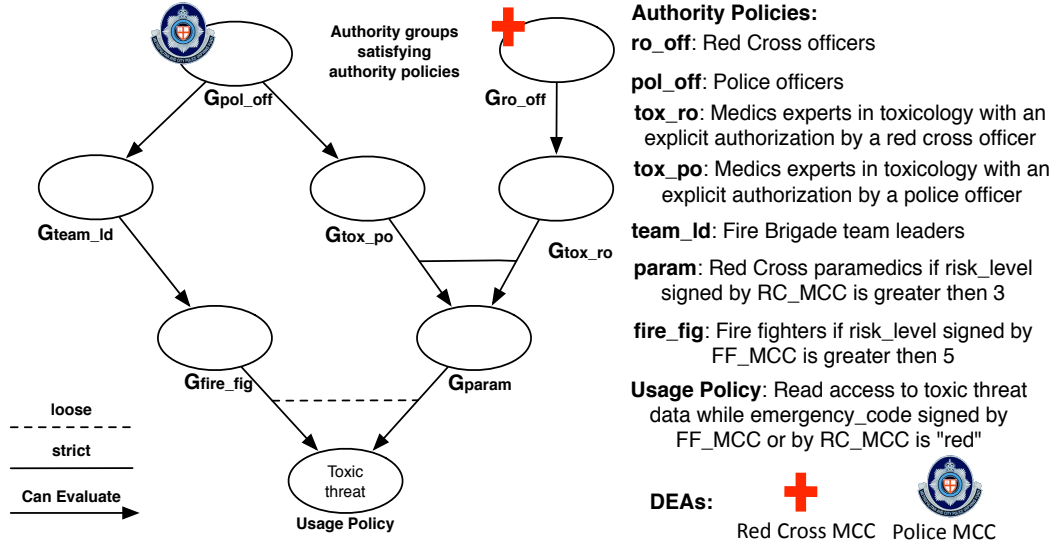 Authority groups
satisfying
authority policies
Gpol_off
Gro_off
Gteam_ld
Gtox_po
Gtox_ro
Gfire_fig
Gparam
loose
strict
Can Evaluate
Toxic
threat
Usage Policy
Authority Policies:
ro_off: Red Cross officers
pol_off: Police officers
tox_ro: Medics experts in toxicology with an
explicit authorization by a red cross officer
tox_po: Medics experts in toxicology with an
explicit authorization by a police officer
team_ld: Fire Brigade team leaders
param: Red Cross paramedics if risk_level
signed by RC_MCC is greater then 3
fire_fig: Fire fighters if risk_level signed by
FF_MCC is greater then 5
Usage Policy: Read access to toxic threat
data while emergency_code signed by
FF_MCC or by RC_MCC is "red"
DEAs:
Red Cross MCC
Police MCC